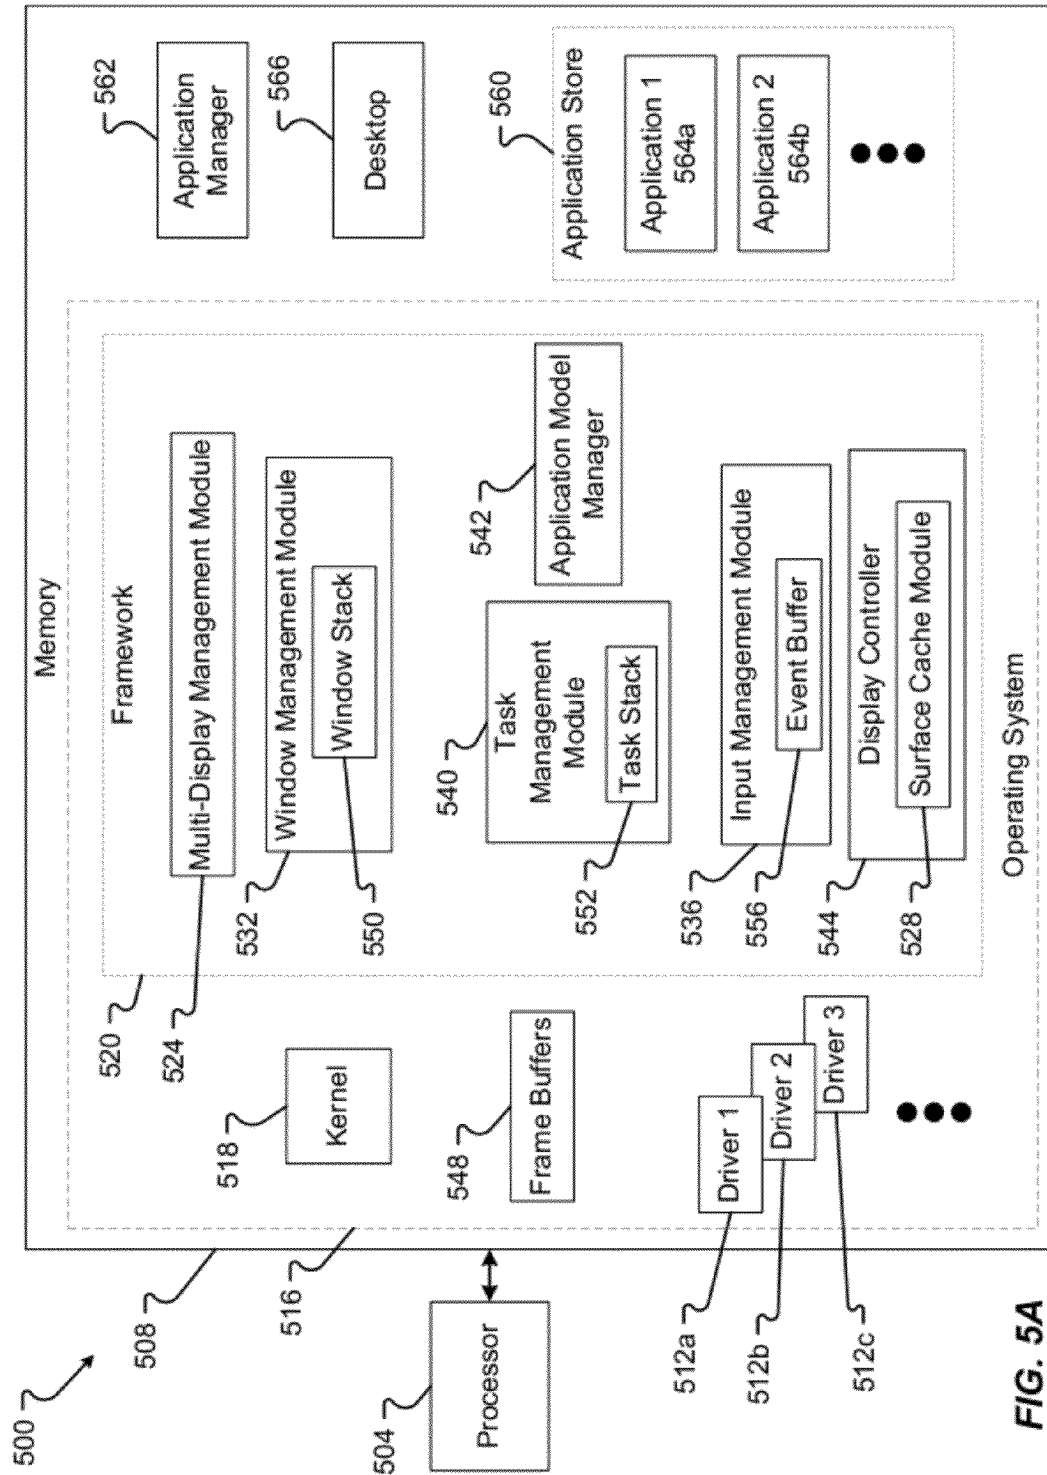 500
508
Memory
516
520
Framework
524
Multi-Display Management Module
532
Window Management Module
550
Window Stack
540
Task
Management
Module
552
Task Stack
542
Application Model
Manager
536
Input Management Module
556
Event Buffer
544
Display Controller
528
Surface Cache Module
Operating System
518
Kernel
548
Frame Buffers
Driver 1
Driver 2
Driver 3
512a
512b
512c
504
Processor
562
Application
Manager
566
Desktop
560
Application Store
Application 1
564a
Application 2
564b
FIG. 5A